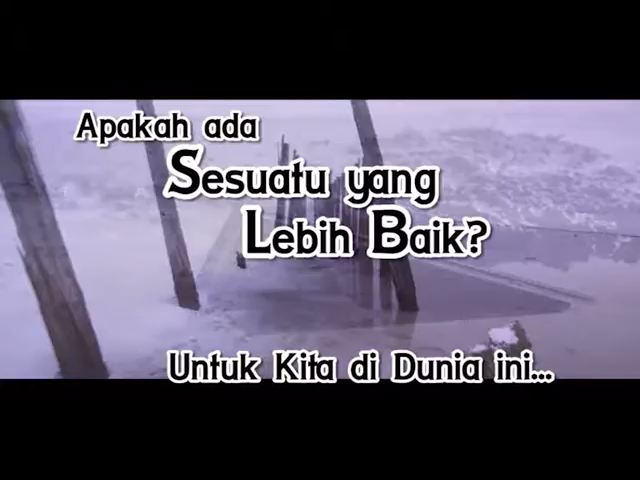 Apakah ada
Sesuatu yang
Lebih Baik?
Untuk Kita di Dunia ini...